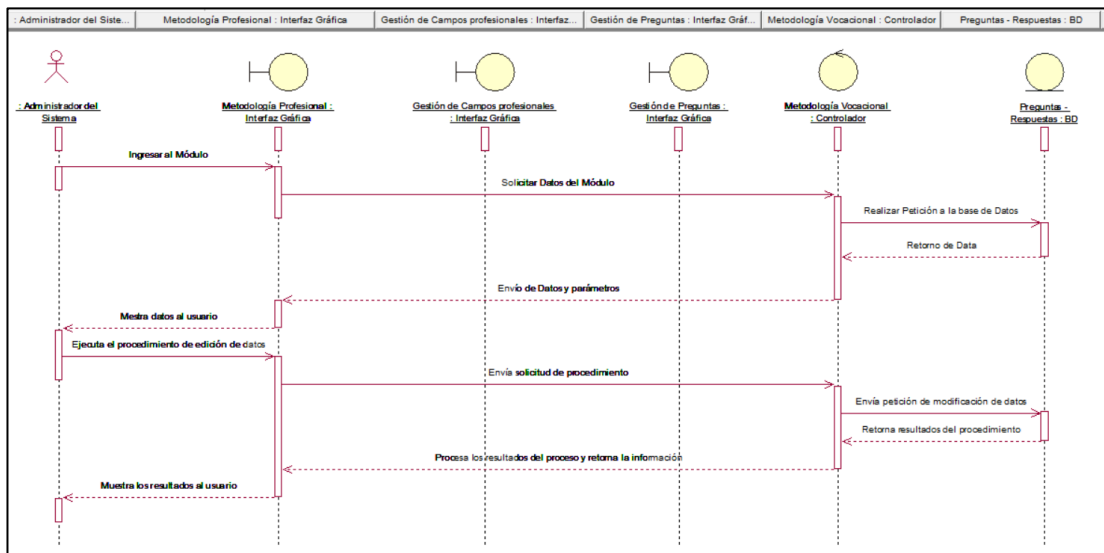 : Administrador del Siste...
Metodología Profesional : Interfaz Gráfica
Gestión de Campos profesionales : Interfaz...
Gestión de Preguntas : Interfaz Gráf...
Metodología Vocacional : Controlador
Preguntas - Respuestas : BD
: Administrador del
Sistema
Metodología Profesional :
Interfaz Gráfica
Gestión de Campos profesionales
: Interfaz Gráfica
Gestión de Preguntas :
Interfaz Gráfica
Metodología Vocacional
: Controlador
Preguntas -
Respuestas : BD
Ingresar al Módulo
Solicitar Datos del Módulo
Realizar Petición a la base de Datos
Retorno de Data
Envío de Datos y parámetros
Mestra datos al usuario
Ejecuta el procedimiento de edición de datos
Envía solicitud de procedimiento
Envía petición de modificación de datos
Retorna resultados del procedimiento
Procesa los resultados del proceso y retorna la información
Muestra los resultados al usuario